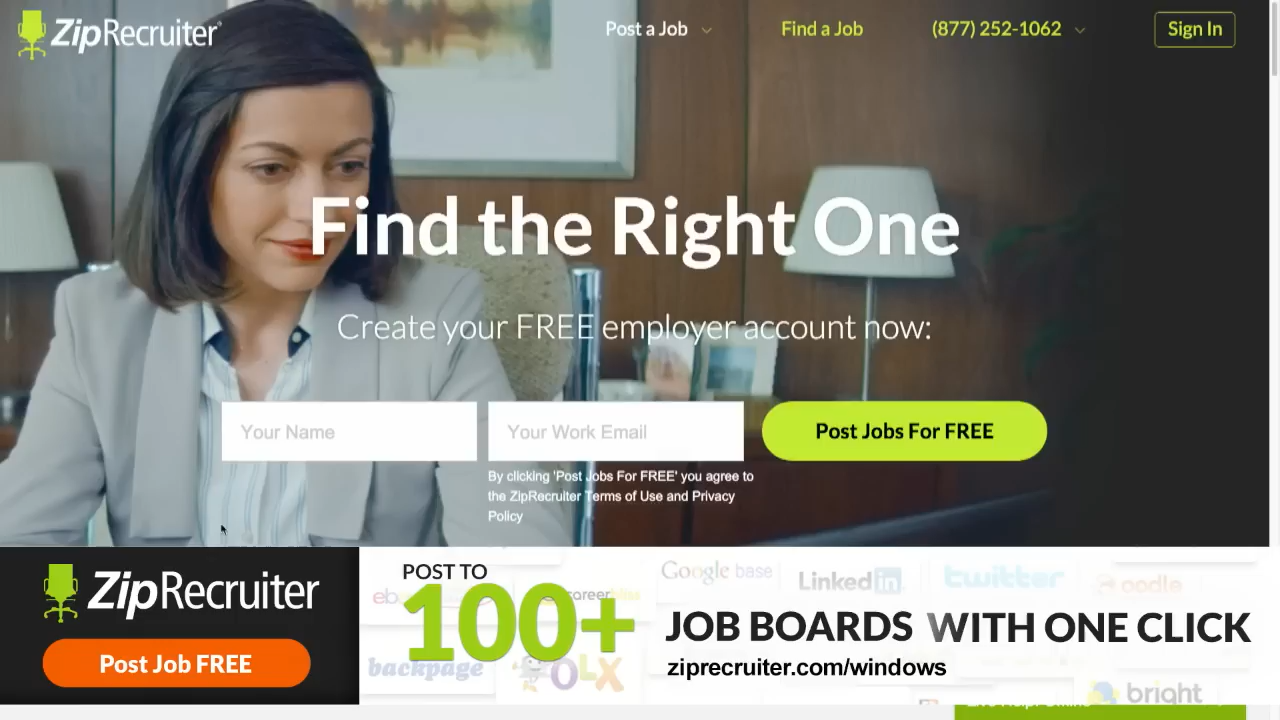 ZipRecruiter
Post a Job
Find a Job
(877) 252-1062
Sign In
Find the Right One
Create your FREE employer account now:
Your Name
Your Work Email
Post Jobs For FREE
By clicking 'Post Jobs For FREE' you agree to
the ZipRecruiter Terms of Use and Privacy
Policy
ZipRecruiter
Post Job FREE
POST TO
100+
JOB BOARDS WITH ONE CLICK
ziprecruiter.com/windows
Google base
LinkedIn
twitter
oodle
backpage
OLX
bright